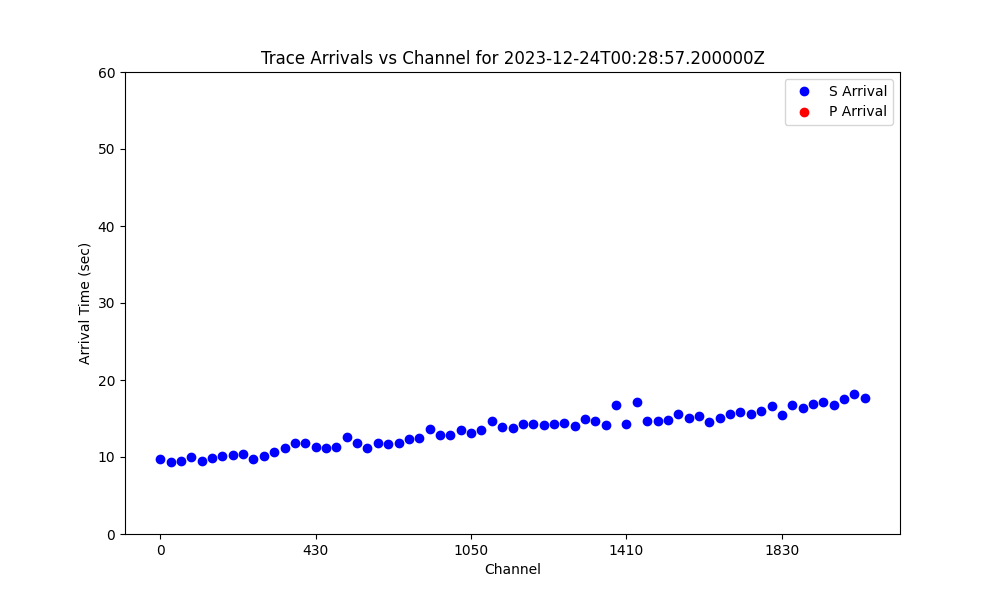 Trace Arrivals vs Channel for 2023-12-24T00:28:57.200000Z
S Arrival
P Arrival
60
50
40
30
20
10
0
Arrival Time (sec)
0 430 1050 1410 1830
Channel